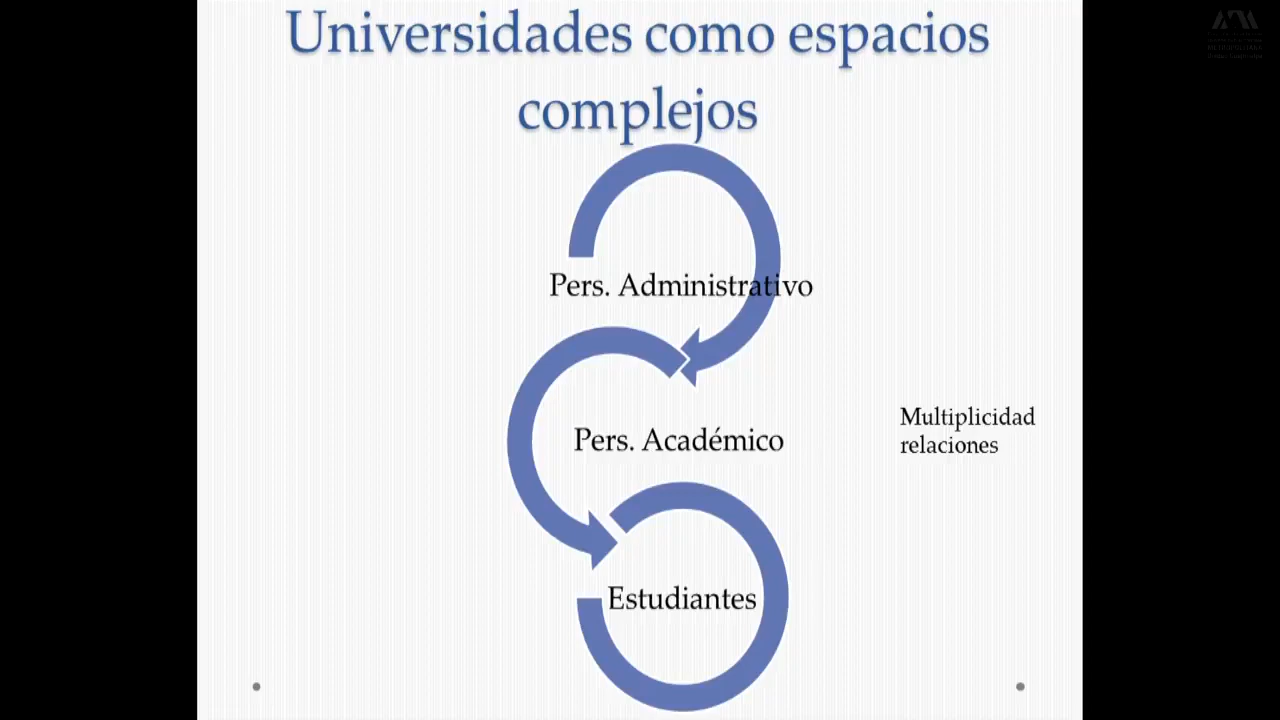 Universidades como espacios
complejos
Pers. Administrativo
Pers. Académico
Multiplicidad
relaciones
Estudiantes